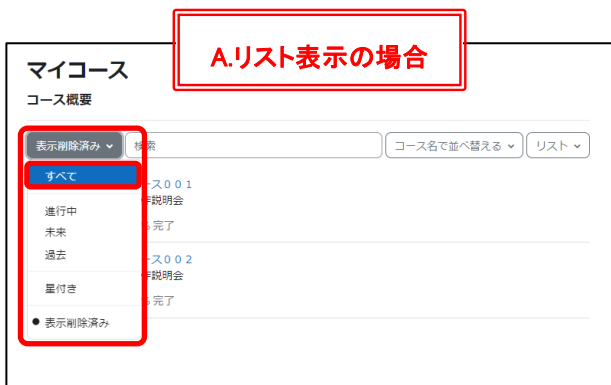 A.リスト表示の場合
マイコース
コース概要
表示削除済み
検索
コース名で並べ替える
リスト
すべて
進行中
未来
過去
星付き
表示削除済み
ース００１
作説明会
% 完了
ース００２
作説明会
% 完了